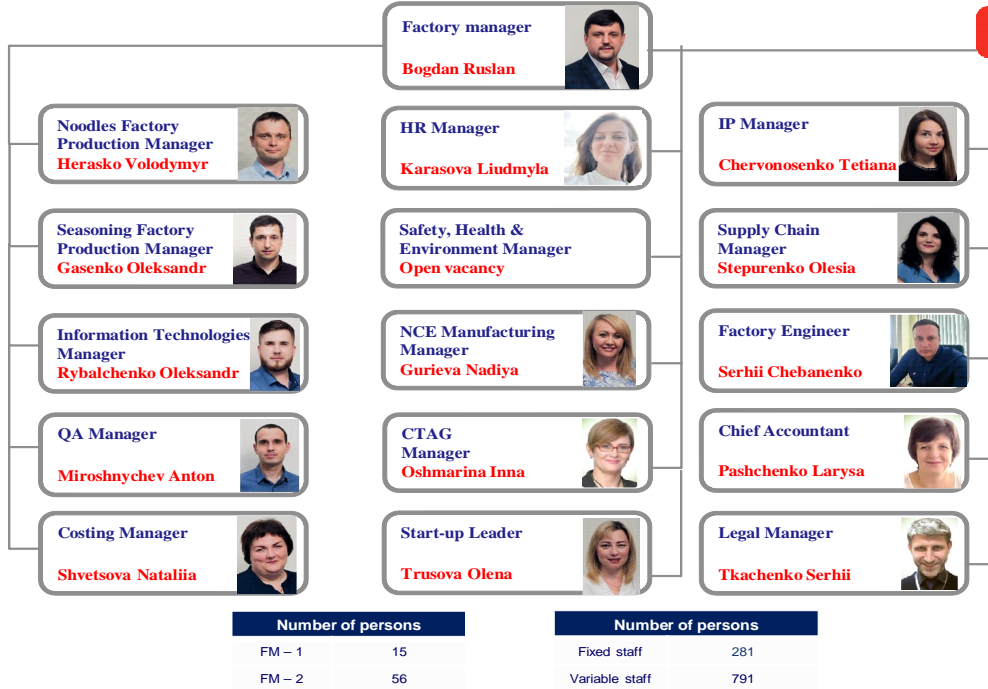 Factory manager
Bogdan Ruslan
Noodles Factory
Production Manager
Herasko Volodymyr
HR Manager
Karasova Liudmyla
IP Manager
Chervonosenko Tetiana
Seasoning Factory
Production Manager
Gasenko Oleksandr
Safety, Health &
Environment Manager
Open vacancy
Supply Chain
Manager
Stepurenko Olesia
Information Technologies
Manager
Rybalchenko Oleksandr
NCE Manufacturing
Manager
Gurieva Nadiya
Factory Engineer
Serhii Chebanenko
QA Manager
Miroshnychev Anton
CTAG
Manager
Oshmarina Inna
Chief Accountant
Pashchenko Larysa
Costing Manager
Shvetsova Nataliia
Start-up Leader
Trusova Olena
Legal Manager
Tkachenko Serhii
Number of persons
FM – 1 15
FM – 2 56
Number of persons
Fixed staff 281
Variable staff 791